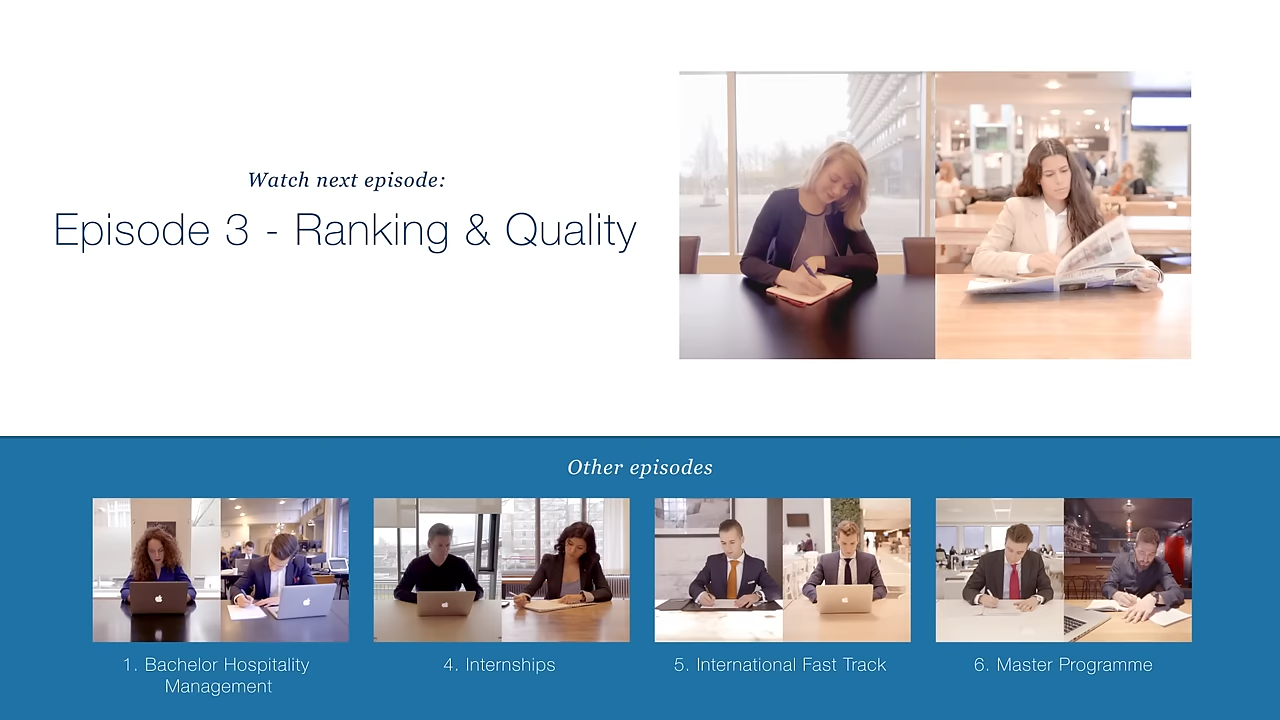 Watch next episode:
Episode 3 - Ranking & Quality
Other episodes
1. Bachelor Hospitality
Management
4. Internships
5. International Fast Track
6. Master Programme